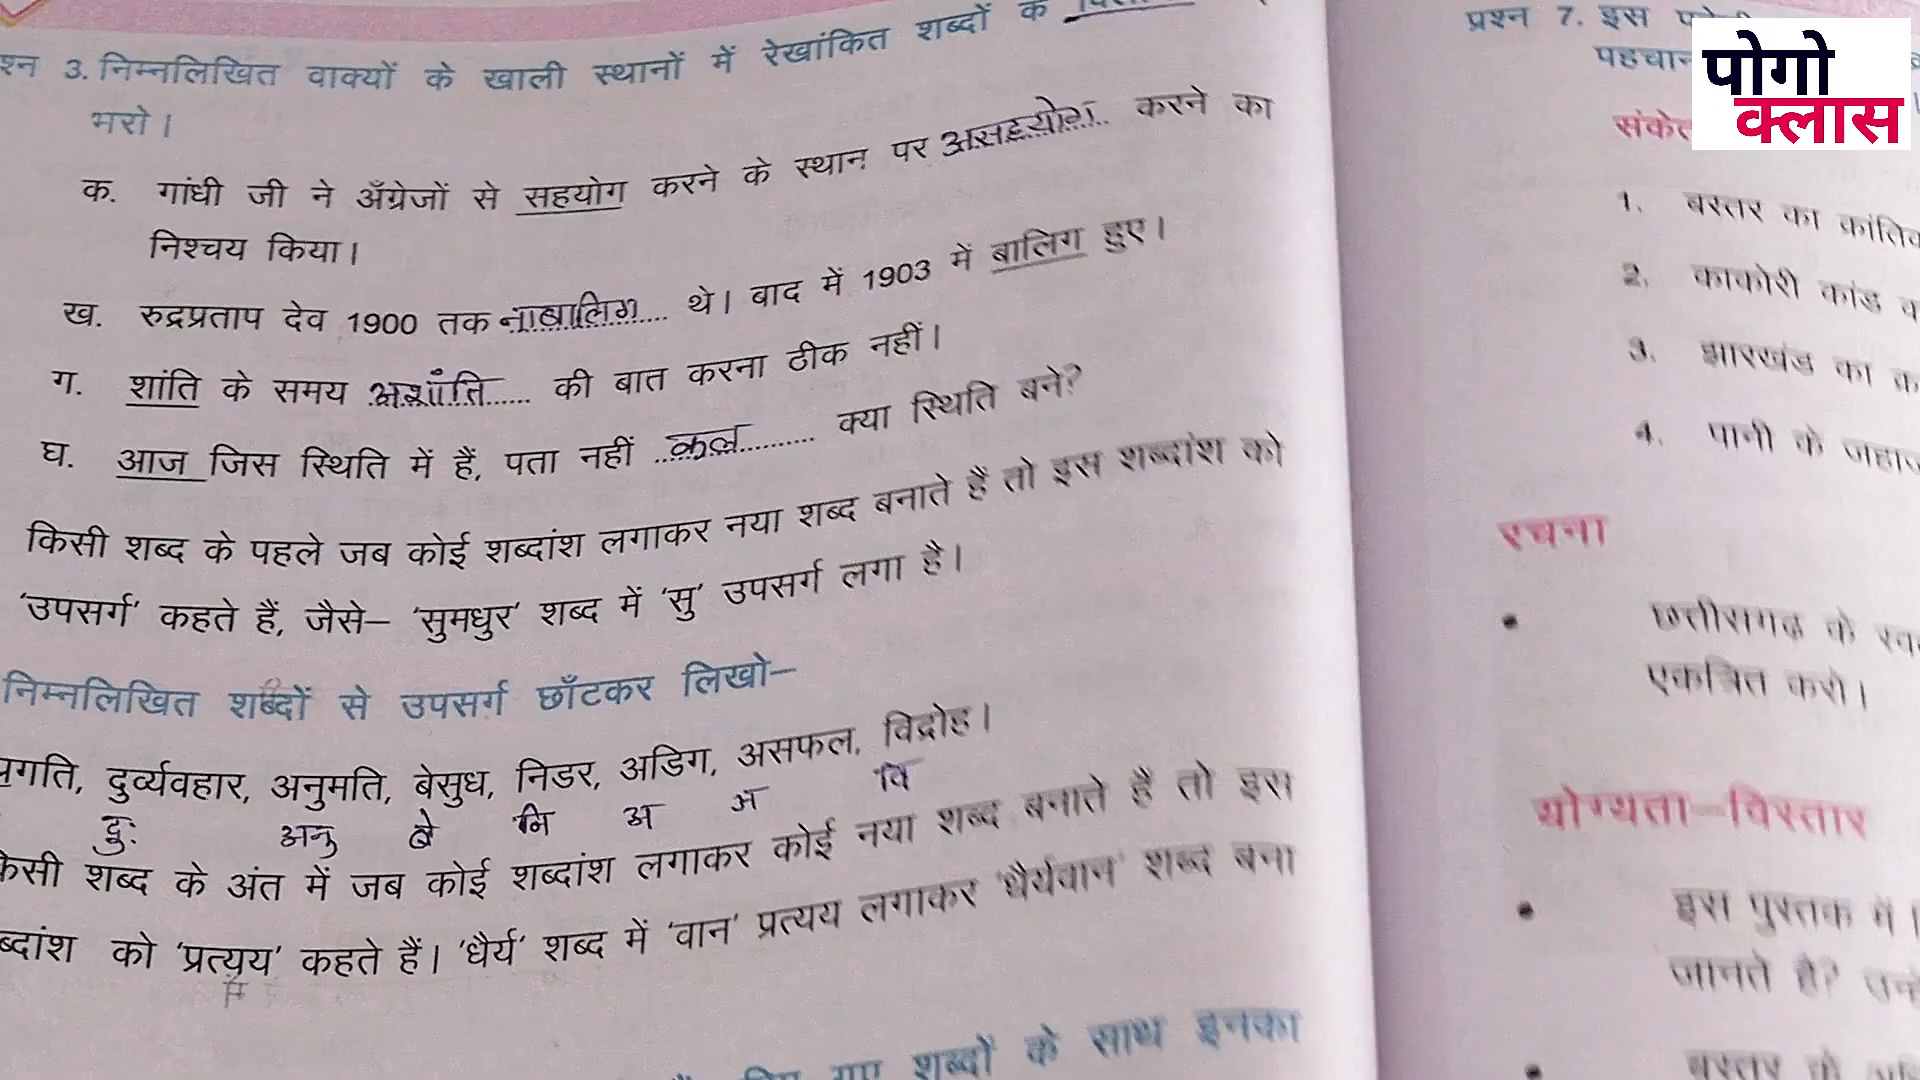 3. निम्नलिखित वाक्यों के खाली स्थानों में रेखांकित शब्दों के
भरो।
क. गांधी जी ने अँग्रेजों से सहयोग करने के स्थान पर असहयोग करने का
निश्चय किया।
ख. रुद्रप्रताप देव 1900 तक नाबालिग थे। बाद में 1903 में बालिग हुए।
ग. शांति के समय अशांति की बात करना ठीक नहीं।
घ. आज जिस स्थिति में हैं, पता नहीं कल क्या स्थिति बने?
किसी शब्द के पहले जब कोई शब्दांश लगाकर नया शब्द बनाते हैं तो इस शब्दांश को
'उपसर्ग' कहते हैं, जैसे– 'सुमधुर' शब्द में 'सु' उपसर्ग लगा है।
निम्नलिखित शब्दों से उपसर्ग छाँटकर लिखो–
दुर्व्यवहार, अनुमति, बेसुध, निडर, अडिग, असफल, विद्रोह।
दुः अनु बे नि अ अ वि
शब्द के अंत में जब कोई शब्दांश लगाकर कोई नया शब्द बनाते है तो इस
को 'प्रत्यय' कहते हैं। 'धैर्य' शब्द में 'वान' प्रत्यय लगाकर 'धैर्यवान' शब्द बना
गए शब्दों के साथ इनका
प्रश्न 7. इस
पोगो
क्लास
1. बस्तर का
2. काकोरी कांड
3. झारखंड का
4. पानी के
रचना
• छत्तीसगढ़ के
एकत्रित करो।
योग्यता–विस्तार
• इस पुस्तक में
जानते है?
• बस्तर के